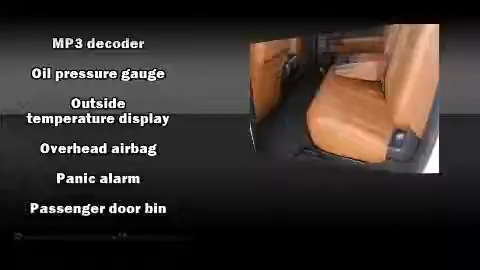 MP3 decoder
Oil pressure gauge
Outside
temperature display
Overhead airbag
Panic alarm
Passenger door bin